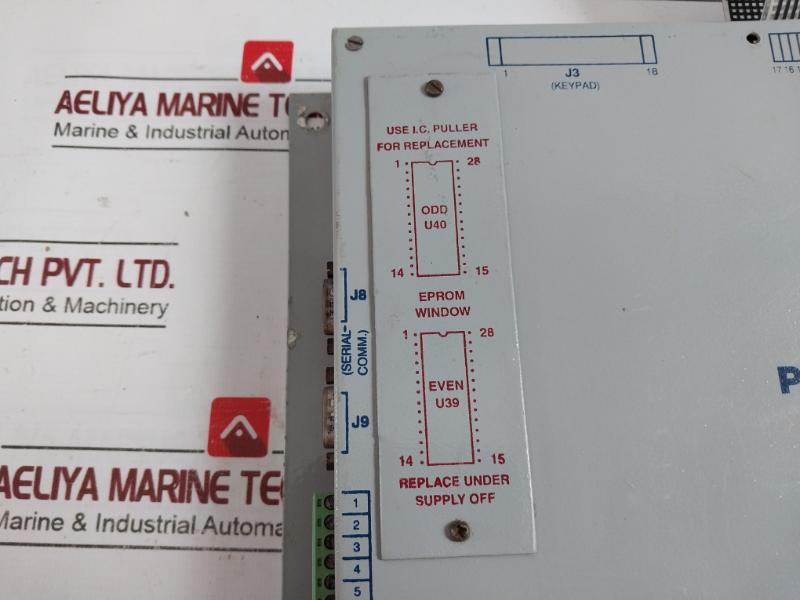 AELIYA MARINE TE
Marine & Industrial Autom
CH PVT. LTD.
tion & Machinery
AELIYA MARINE TEC
Marine & Industrial Automa
1 J3 18
(KEYPAD)
17 16
USE I.C. PULLER
FOR REPLACEMENT
1 28
ODD
U40
14 15
EPROM
WINDOW
1 28
EVEN
U39
14 15
REPLACE UNDER
SUPPLY OFF
J8
(SERIAL-
COMM.)
J9
1
2
3
4
5
P